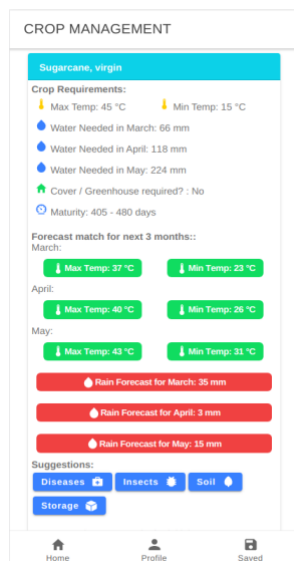 CROP MANAGEMENT
Sugarcane, virgin
Crop Requirements:
Max Temp: 45 °C Min Temp: 15 °C
Water Needed in March: 66 mm
Water Needed in April: 118 mm
Water Needed in May: 224 mm
Cover / Greenhouse required? : No
Maturity: 405 - 480 days
Forecast match for next 3 months::
March:
Max Temp: 37 °C Min Temp: 23 °C
April:
Max Temp: 40 °C Min Temp: 26 °C
May:
Max Temp: 43 °C Min Temp: 31 °C
Rain Forecast for March: 35 mm
Rain Forecast for April: 3 mm
Rain Forecast for May: 15 mm
Suggestions:
Diseases Insects Soil
Storage
Home Profile Saved